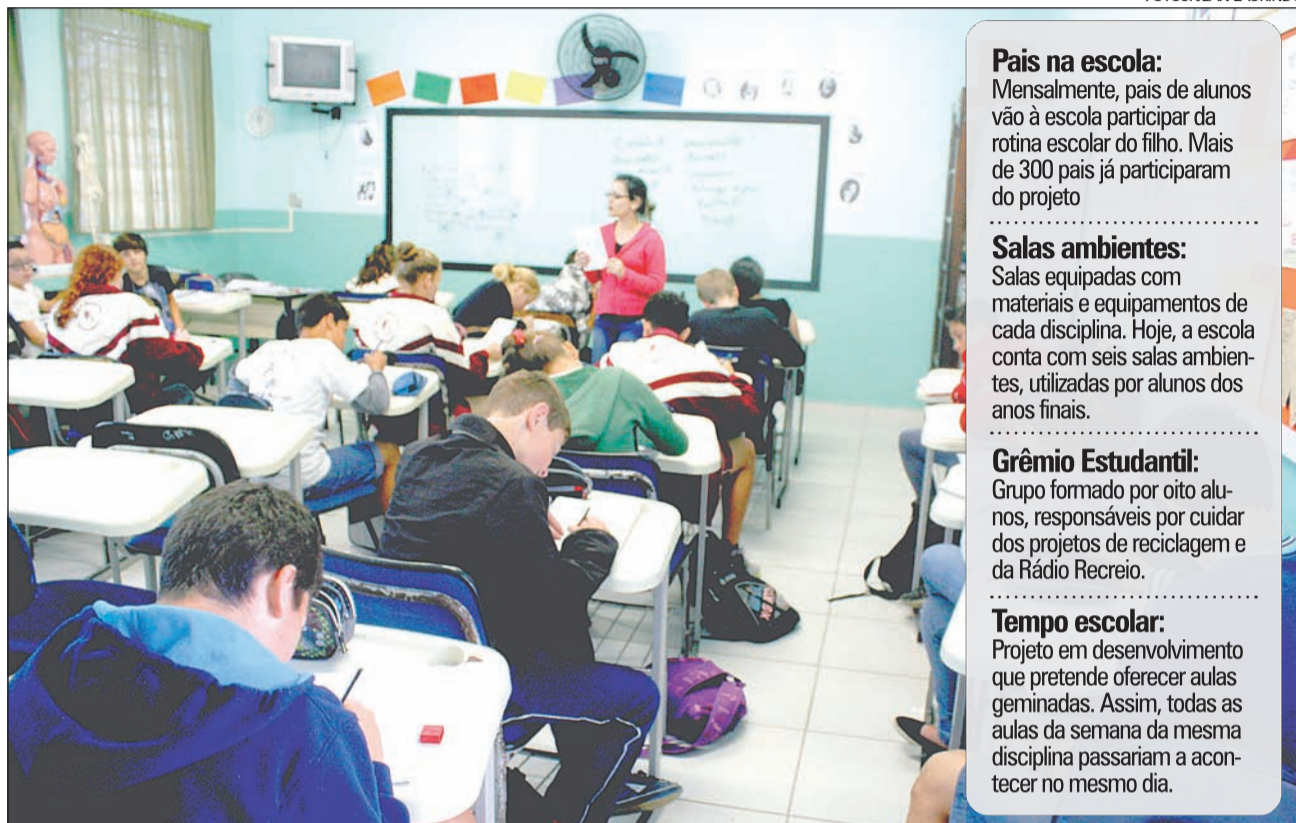 Pais na escola:
Mensalmente, pais de alunos
vão à escola participar da
rotina escolar do filho. Mais
de 300 pais já participaram
do projeto
Salas ambientes:
Salas equipadas com
materiais e equipamentos de
cada disciplina. Hoje, a escola
conta com seis salas ambien-
tes, utilizadas por alunos dos
anos finais.
Grêmio Estudantil:
Grupo formado por oito alu-
nos, responsáveis por cuidar
dos projetos de reciclagem e
da Rádio Recreio.
Tempo escolar:
Projeto em desenvolvimento
que pretende oferecer aulas
geminadas. Assim, todas as
aulas da semana da mesma
disciplina passariam a acon-
tecer no mesmo dia.